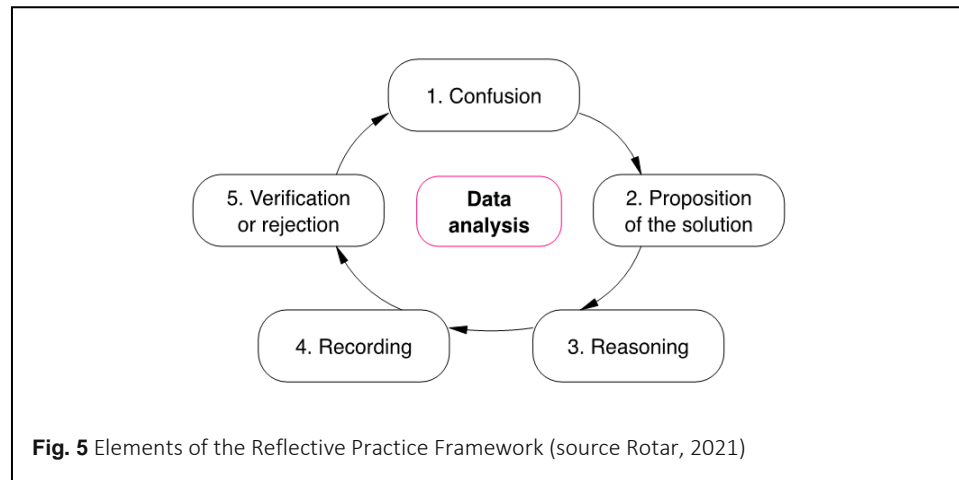 1. Confusion
2. Proposition
of the solution
3. Reasoning
4. Recording
5. Verification
or rejection
Data
analysis
Fig. 5 Elements of the Reflective Practice Framework (source Rotar, 2021)